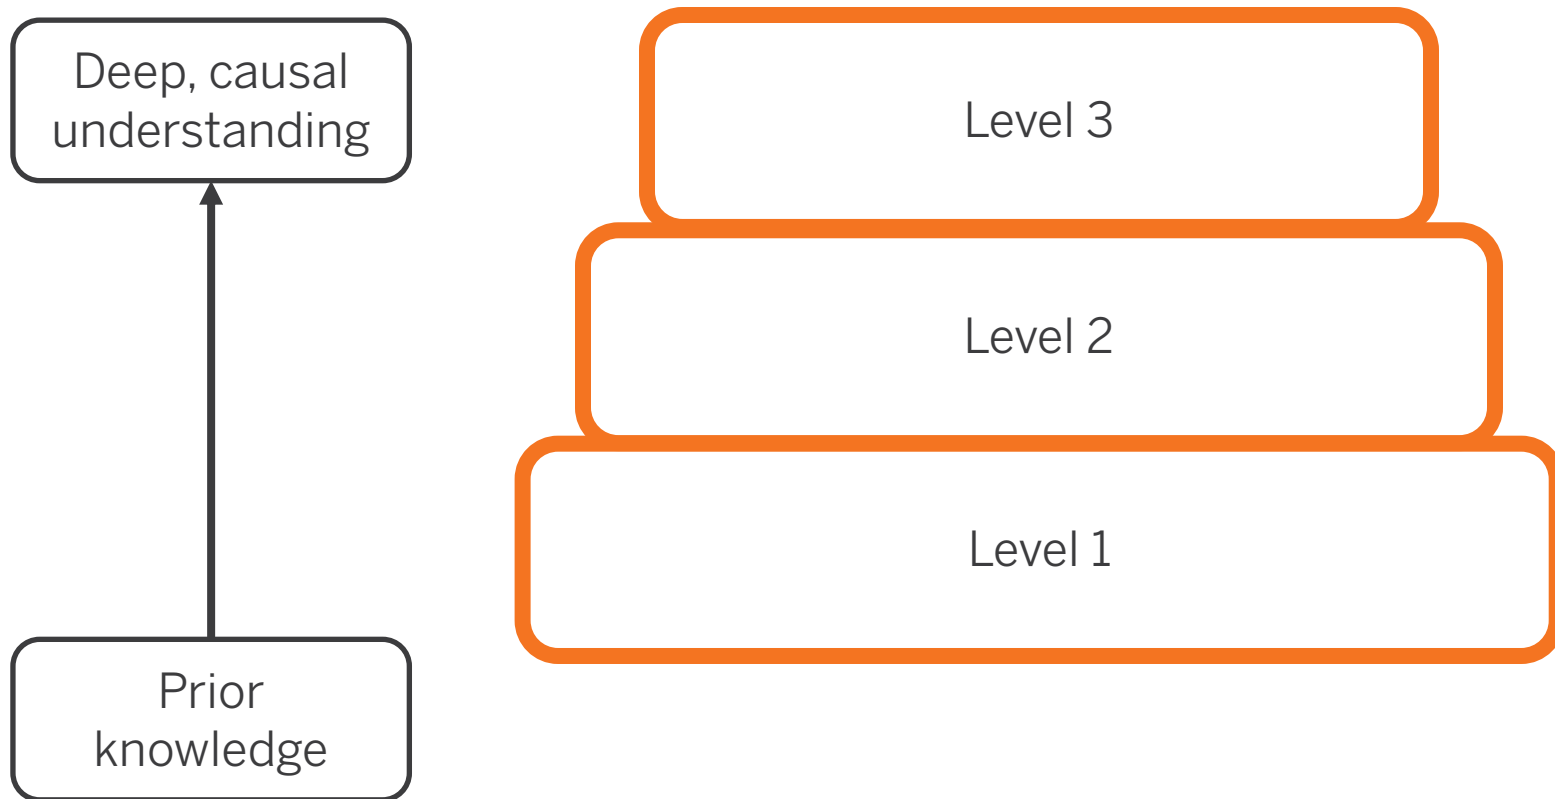 Deep, causal
understanding
Prior
knowledge
Level 3
Level 2
Level 1